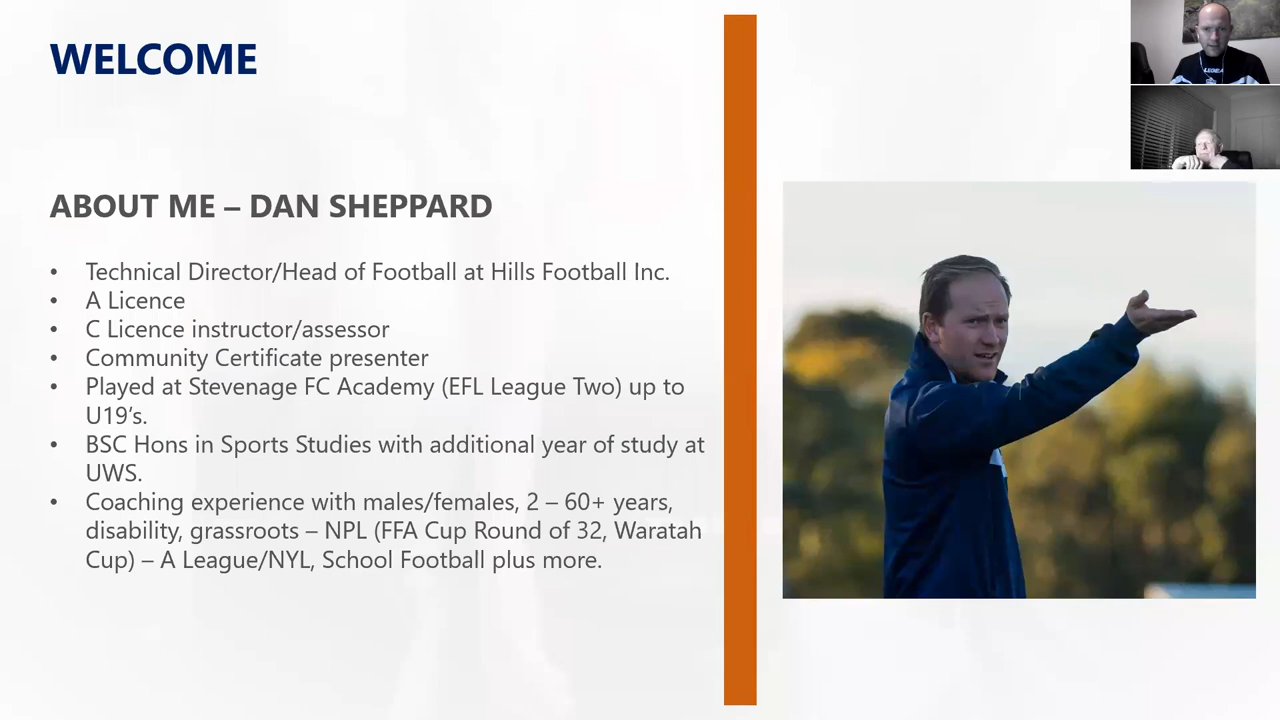 WELCOME
ABOUT ME – DAN SHEPPARD
• Technical Director/Head of Football at Hills Football Inc.
• A Licence
• C Licence instructor/assessor
• Community Certificate presenter
• Played at Stevenage FC Academy (EFL League Two) up to
U19’s.
• BSC Hons in Sports Studies with additional year of study at
UWS.
• Coaching experience with males/females, 2 – 60+ years,
disability, grassroots – NPL (FFA Cup Round of 32, Waratah
Cup) – A League/NYL, School Football plus more.